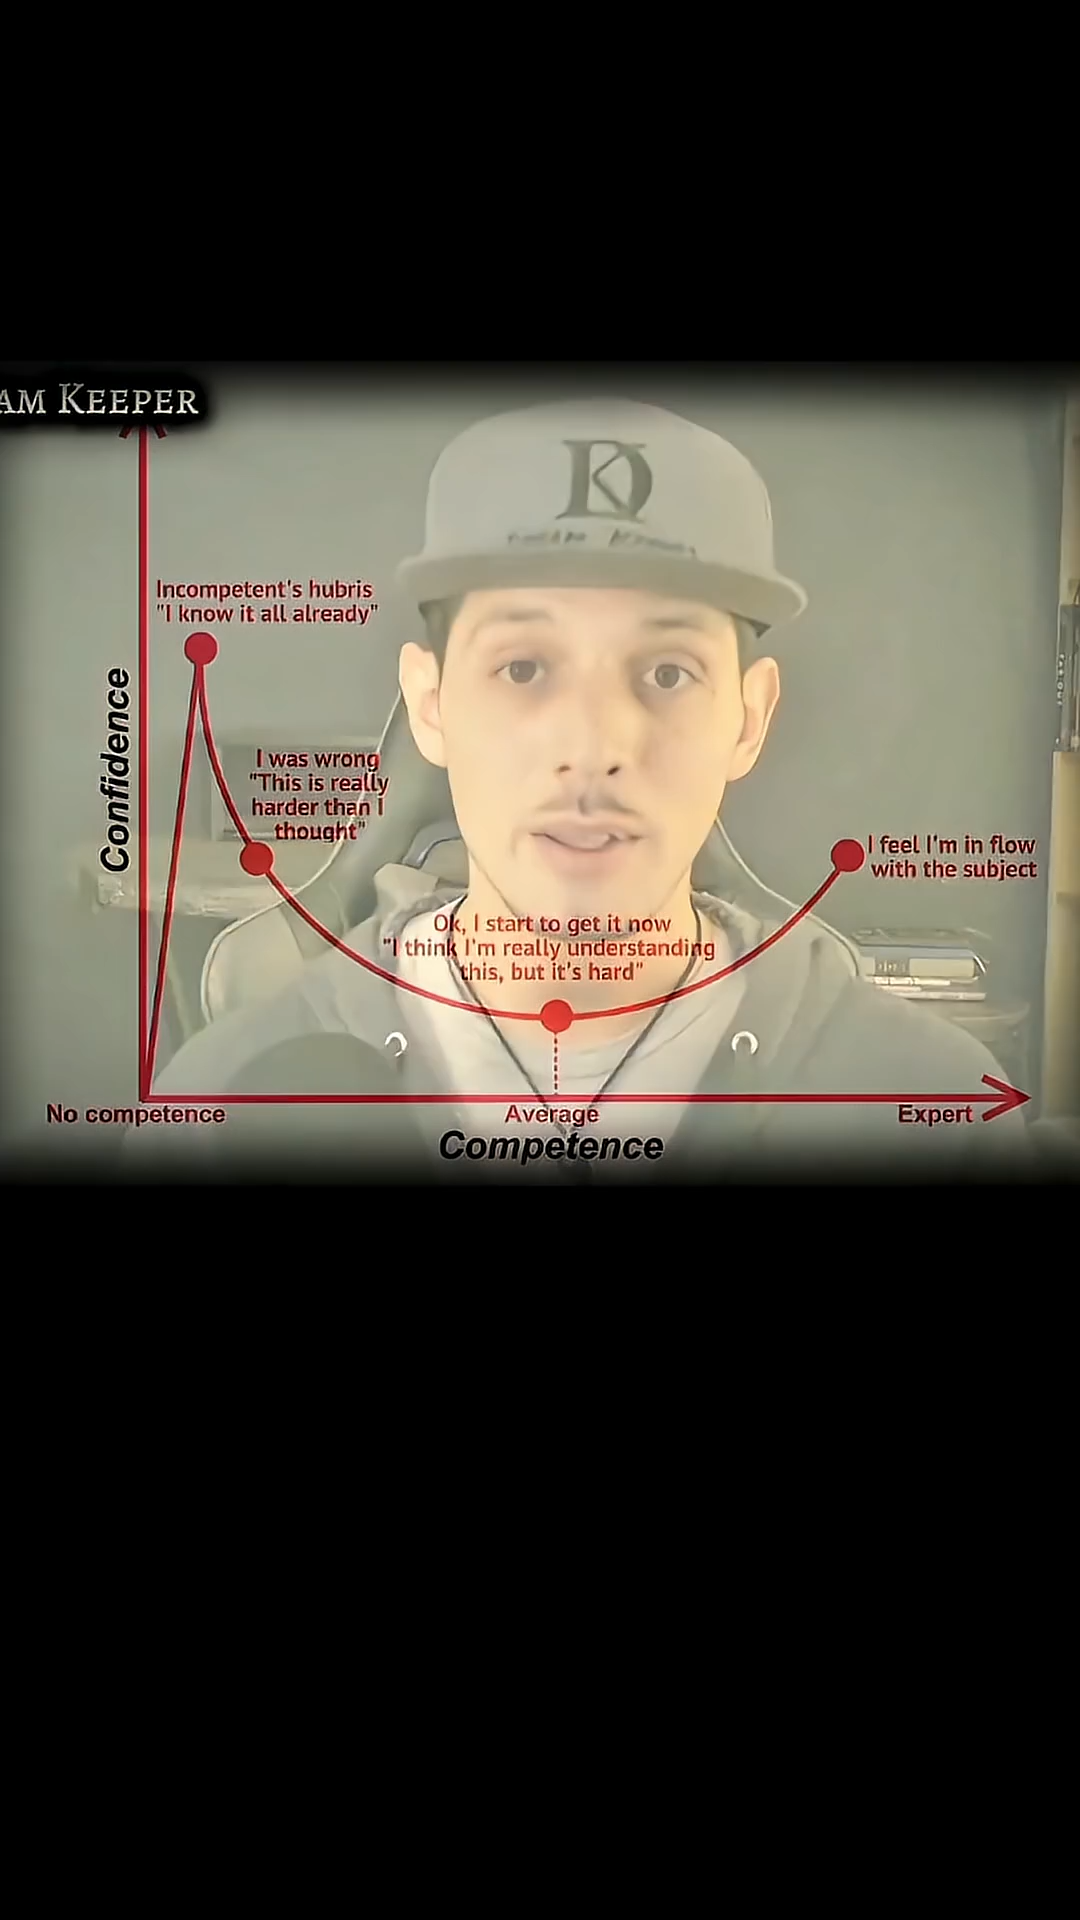 AM KEEPER
DK
Incompetent's hubris
"I know it all already"
Confidence
I was wrong
"This is really
harder than I
thought"
I feel I'm in flow
with the subject
Ok, I start to get it now
"I think I'm really understanding
this, but it's hard"
No competence
Average
Expert
Competence